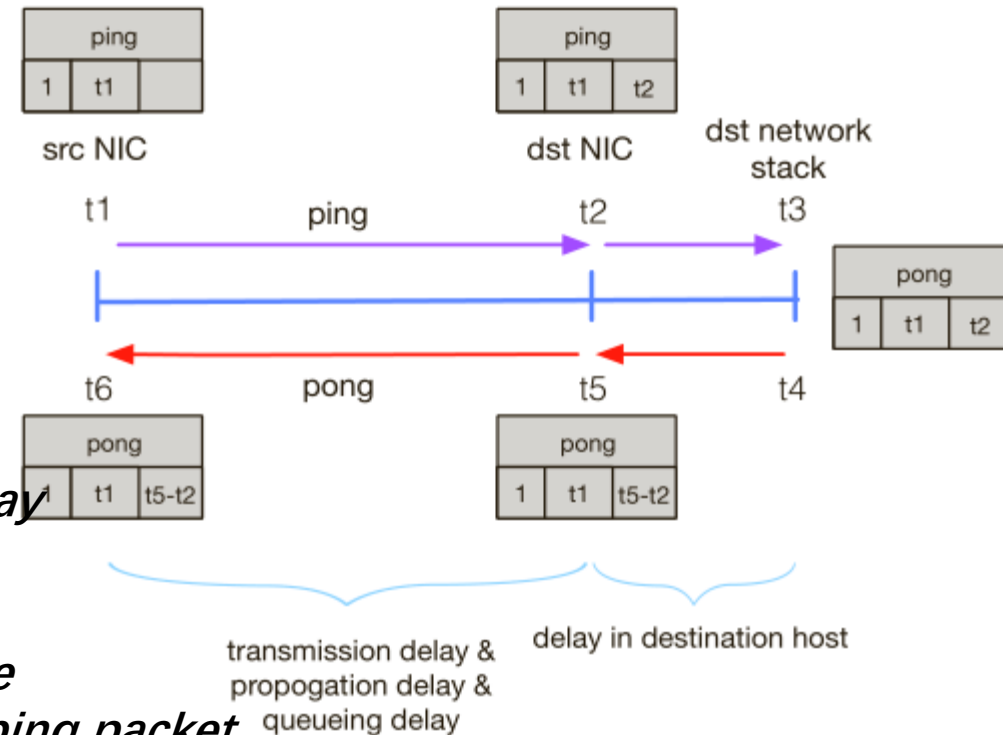 ping
1 t1
src NIC
ping
1 t1 t2
dst NIC
dst network
stack
t1
ping
t2
t3
pong
1 t1 t2
t6
pong
t5
t4
pong
1 t1 t5-t2
pong
1 t1 t5-t2
transmission delay &
propogation delay &
queueing delay
delay in destination host
packet